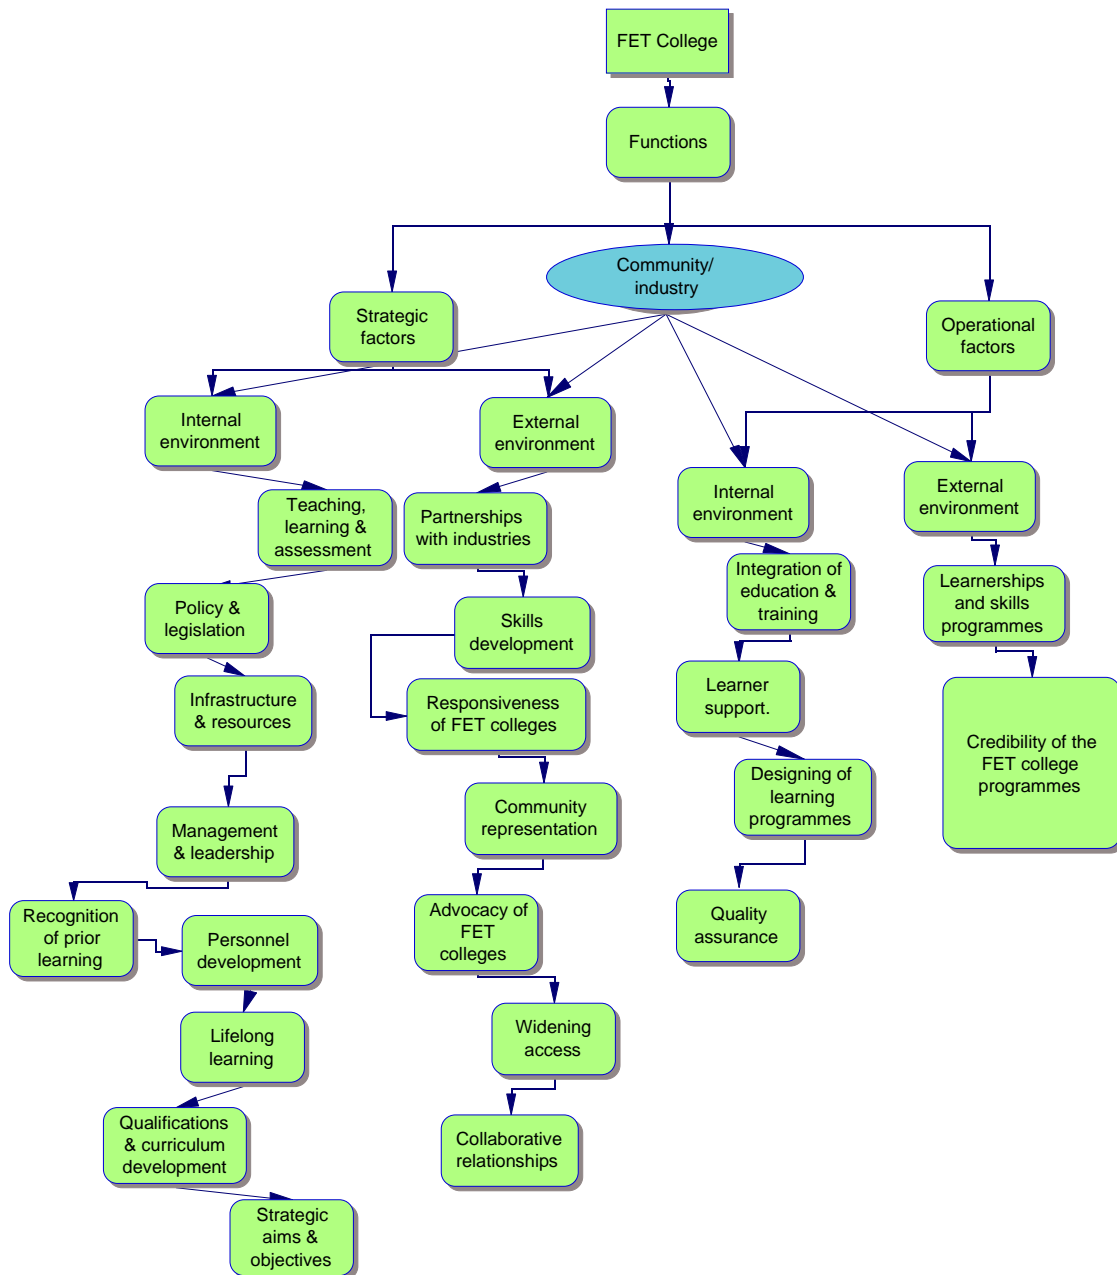 FET College
Functions
Community/
industry
Strategic
factors
Operational
factors
Internal
environment
External
environment
Internal
environment
External
environment
Teaching,
learning &
assessment
Partnerships
with industries
Integration of
education &
training
Learnerships
and skills
programmes
Policy &
legislation
Skills
development
Infrastructure
& resources
Responsiveness
of FET colleges
Learner
support.
Credibility of the
FET college
programmes
Management
& leadership
Community
representation
Designing of
learning
programmes
Recognition
of prior
learning
Personnel
development
Advocacy of
FET
colleges
Quality
assurance
Lifelong
learning
Widening
access
Qualifications
& curriculum
development
Collaborative
relationships
Strategic
aims &
objectives